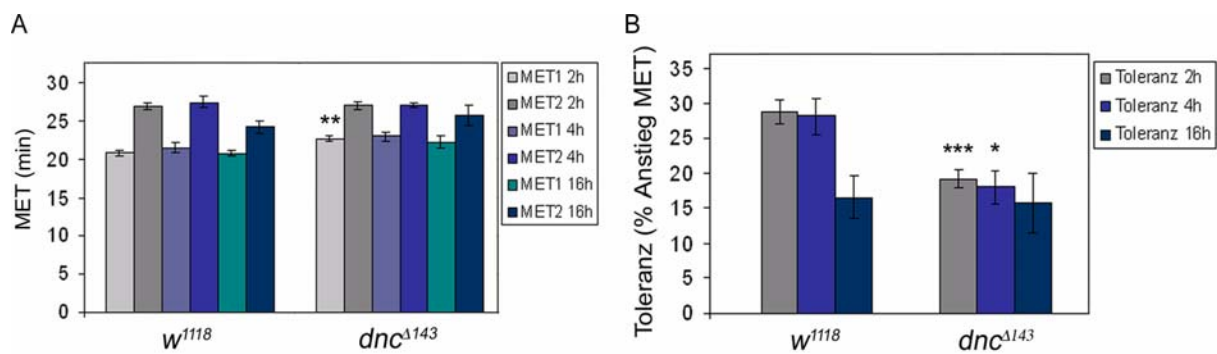 A
MET (min)
30
25
20
15
10
5
0
**
w1118
dncΔ143
MET1 2h
MET2 2h
MET1 4h
MET2 4h
MET1 16h
MET2 16h
B
Toleranz (% Anstieg MET)
35
30
25
20
15
10
5
0
*** *
w1118
dncΔ143
Toleranz 2h
Toleranz 4h
Toleranz 16h